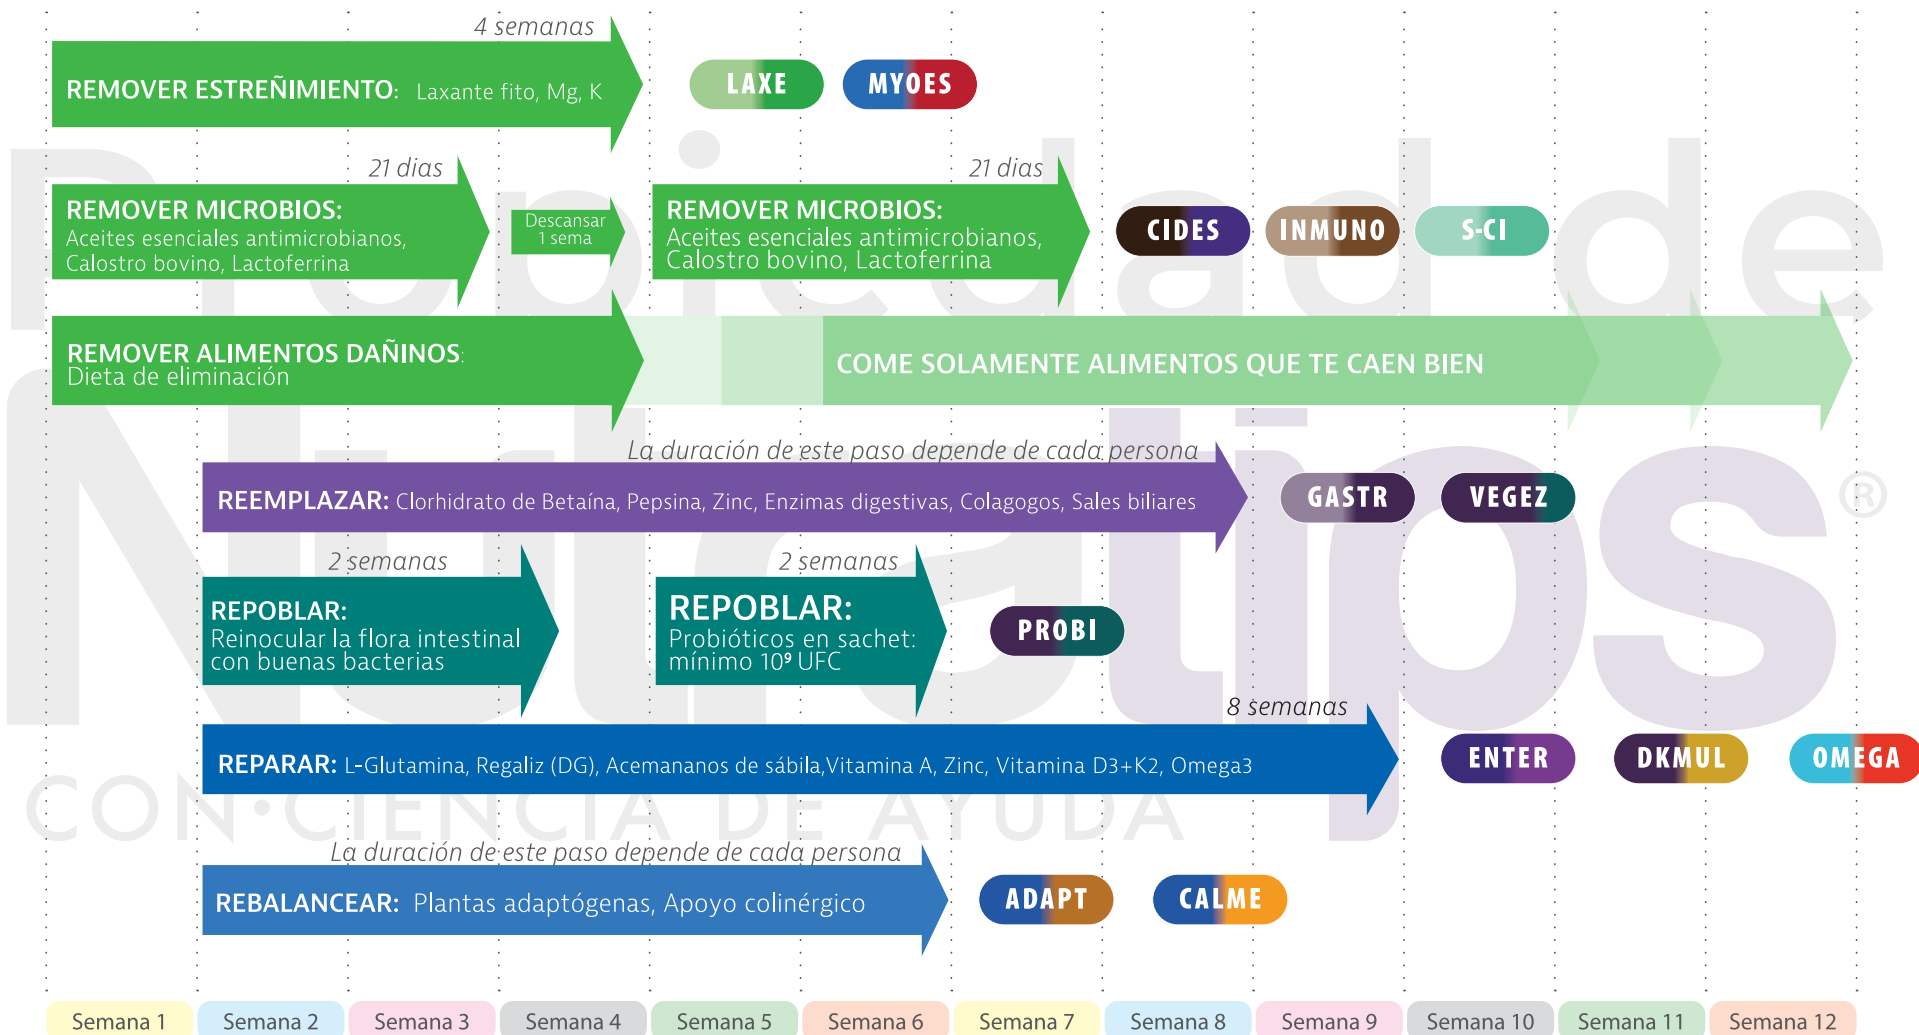 4 semanas
REMOVER ESTREÑIMIENTO: Laxante fito, Mg, K
LAXE
MYOES
21 dias
REMOVER MICROBIOS:
Aceites esenciales antimicrobianos,
Calostro bovino, Lactoferrina
Descansar
1 sema
21 dias
REMOVER MICROBIOS:
Aceites esenciales antimicrobianos,
Calostro bovino, Lactoferrina
CIDES
INMUNO
S-CI
REMOVER ALIMENTOS DAÑINOS:
Dieta de eliminación
COME SOLAMENTE ALIMENTOS QUE TE CAEN BIEN
La duración de este paso depende de cada persona
REEMPLAZAR: Clorhidrato de Betaína, Pepsina, Zinc, Enzimas digestivas, Colagogos, Sales biliares
GASTR
VEGEZ
2 semanas
REPOBLAR:
Reinocular la flora intestinal
con buenas bacterias
2 semanas
REPOBLAR:
Probióticos en sachet:
mínimo 10⁹ UFC
PROBI
8 semanas
REPARAR: L-Glutamina, Regaliz (DG), Acemananos de sábila,Vitamina A, Zinc, Vitamina D3+K2, Omega3
ENTER
DKMUL
OMEGA
La duración de este paso depende de cada persona
REBALANCEAR: Plantas adaptógenas, Apoyo colinérgico
ADAPT
CALME
Semana 1
Semana 2
Semana 3
Semana 4
Semana 5
Semana 6
Semana 7
Semana 8
Semana 9
Semana 10
Semana 11
Semana 12
Propiedad de
Nutratips®
CON•CIENCIA DE AYUDA